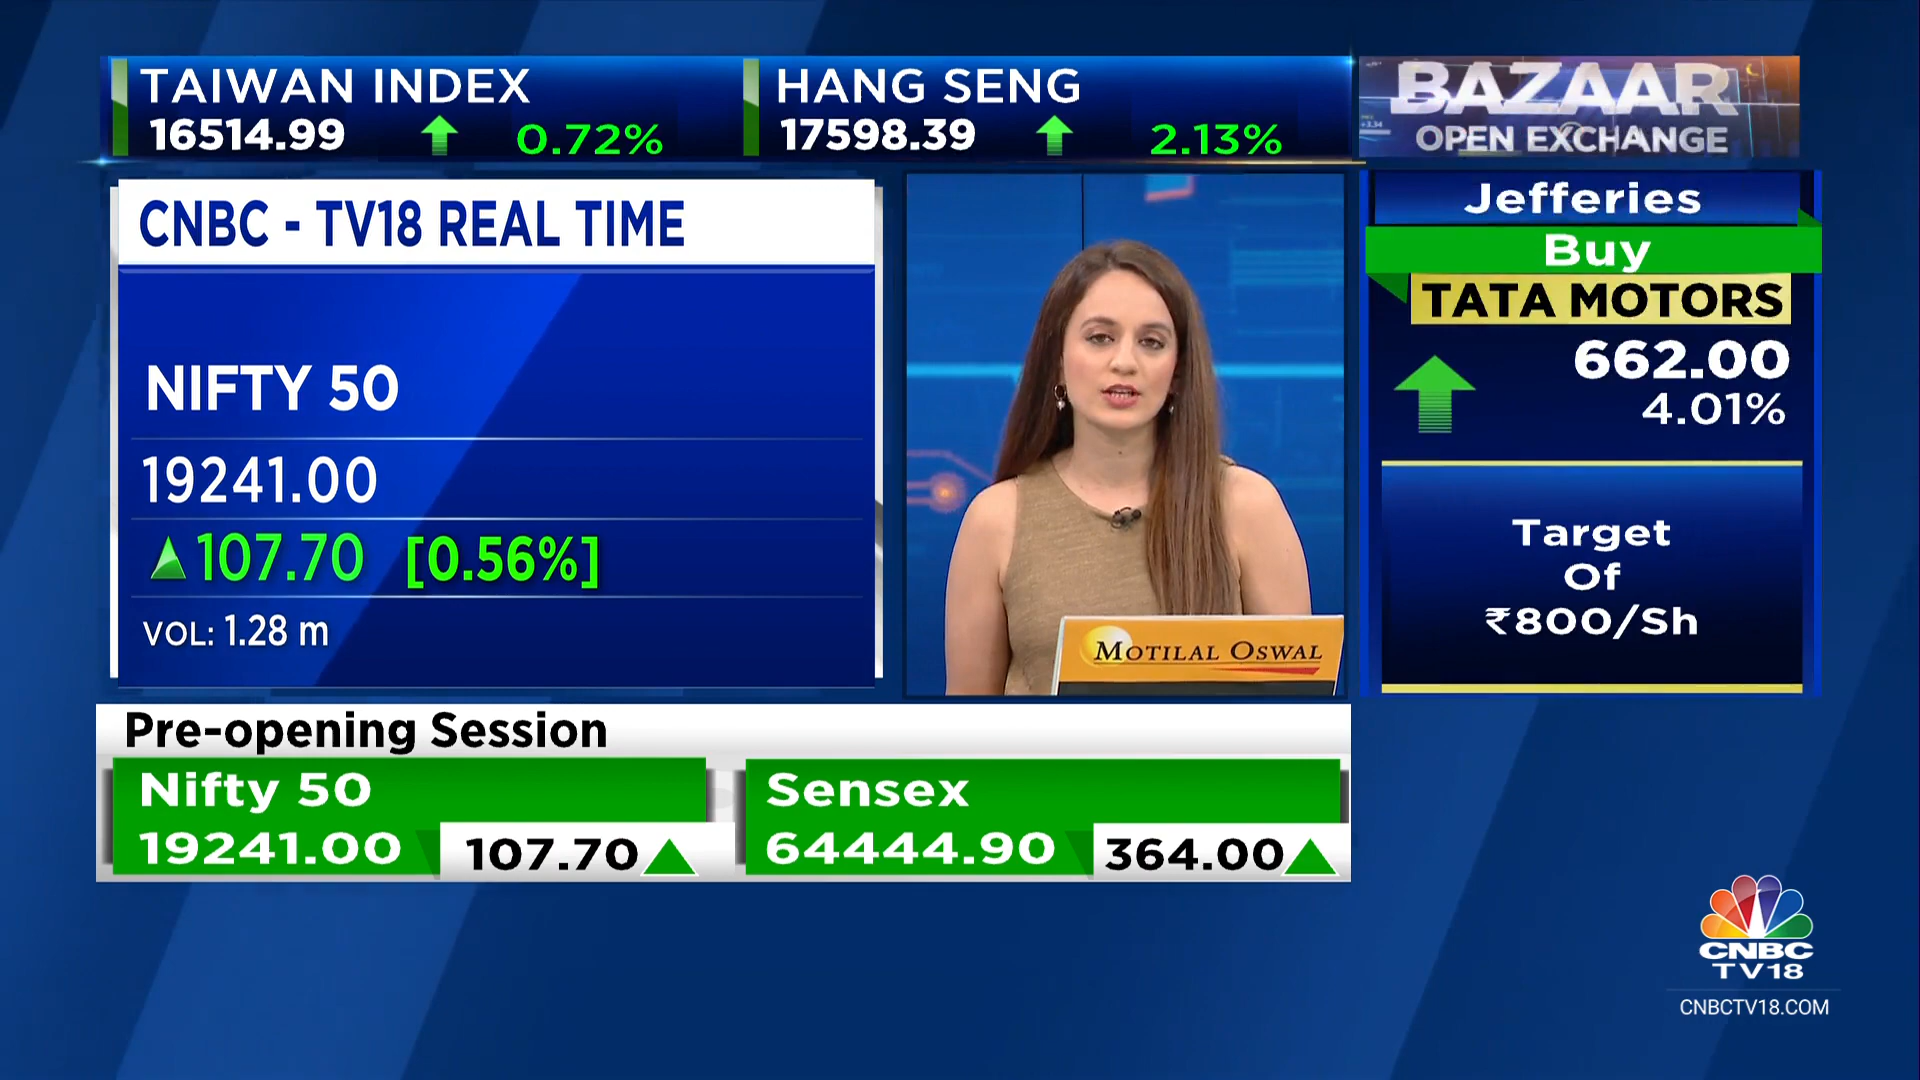 TAIWAN INDEX
16514.99 0.72%
HANG SENG
17598.39 2.13%
BAZAAR
OPEN EXCHANGE
CNBC - TV18 REAL TIME
NIFTY 50
19241.00
▲107.70 [0.56%]
VOL: 1.28 m
MOTILAL OSWAL
Jefferies
Buy
TATA MOTORS
662.00
4.01%
Target
Of
₹800/Sh
Pre-opening Session
Nifty 50
19241.00 107.70▲
Sensex
64444.90 364.00▲
CNBC
TV18
CNBCTV18.COM